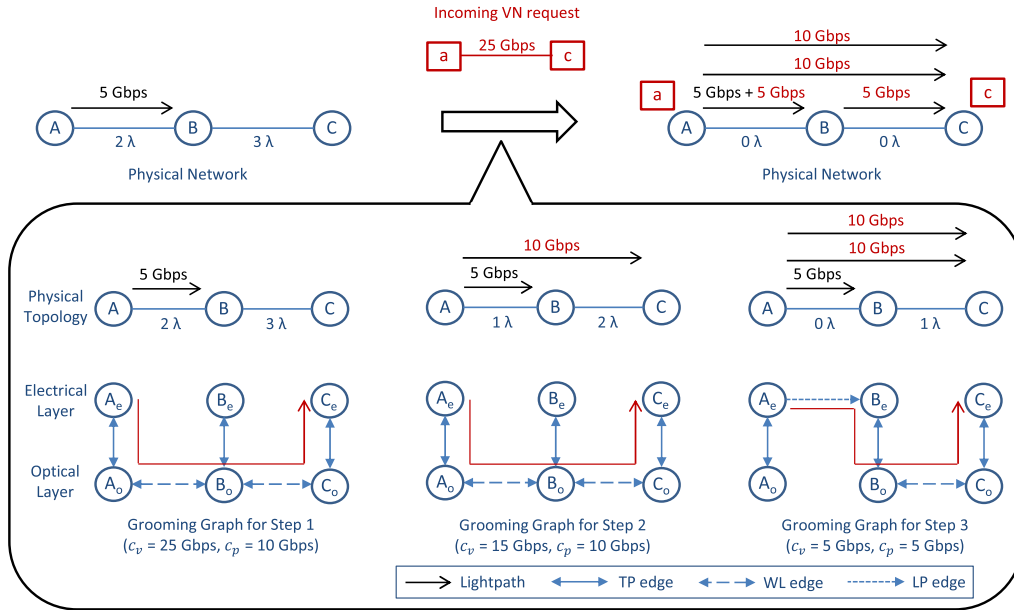 Incoming VN request
a
25 Gbps
c
5 Gbps
A
B
C
2 λ
3 λ
Physical Network
10 Gbps
10 Gbps
a
5 Gbps + 5 Gbps
5 Gbps
c
A
B
C
0 λ
0 λ
Physical Network
Physical
Topology
5 Gbps
A
B
C
2 λ
3 λ
10 Gbps
5 Gbps
A
B
C
1 λ
2 λ
10 Gbps
10 Gbps
5 Gbps
A
B
C
0 λ
1 λ
Electrical
Layer
Optical
Layer
Ae
Be
Ce
Ao
Bo
Co
Grooming Graph for Step 1
(cv = 25 Gbps, cp = 10 Gbps)
Ae
Be
Ce
Ao
Bo
Co
Grooming Graph for Step 2
(cv = 15 Gbps, cp = 10 Gbps)
Ae
Be
Ce
Ao
Bo
Co
Grooming Graph for Step 3
(cv = 5 Gbps, cp = 5 Gbps)
Lightpath
TP edge
WL edge
LP edge